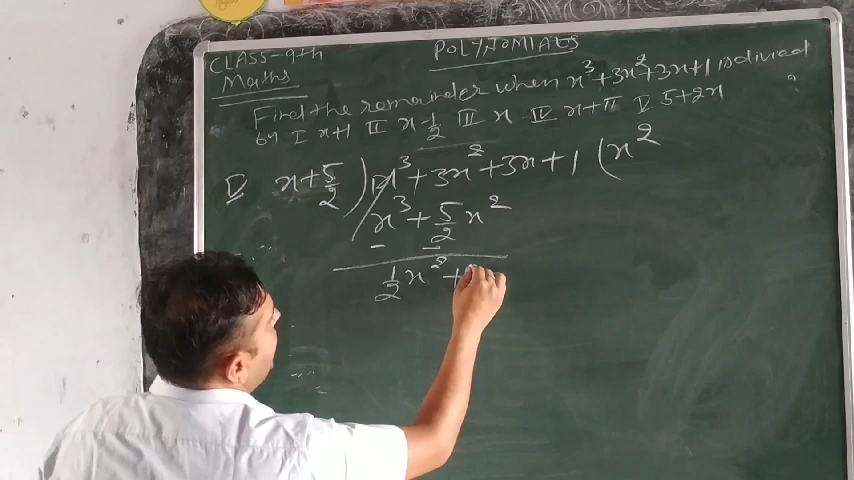 CLASS-9th
Maths
POLYNOMIALS
Find the remainder when x³+3x²+3x+1 is divided
by I x+1 II x-1/2 III x IV x+π V 5+2x ?
V x+5/2 ) x³+3x²+3x+1 ( x²
x³+5/2x²
- -
1/2x²+